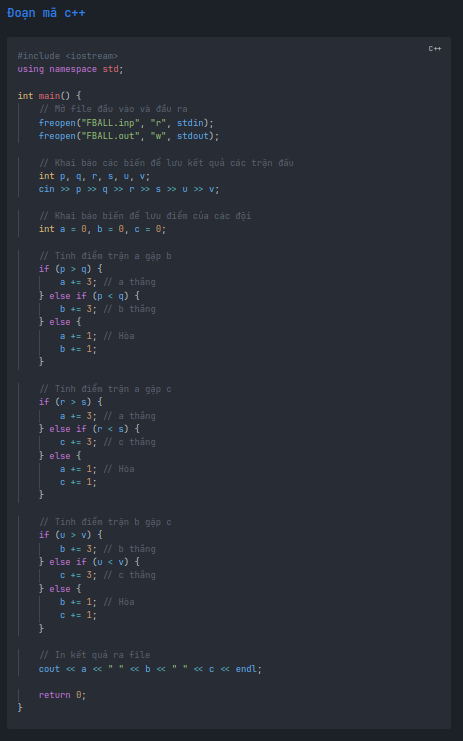 Đoạn mã c++
C++
#include <iostream>
using namespace std;
int main() {
// Mở file đầu vào và đầu ra
freopen("FBALL.inp", "r", stdin);
freopen("FBALL.out", "w", stdout);
// Khai báo các biến để lưu kết quả các trận đấu
int p, q, r, s, u, v;
cin >> p >> q >> r >> s >> u >> v;
// Khai báo biến để lưu điểm của các đội
int a = 0, b = 0, c = 0;
// Tính điểm trận a gặp b
if (p > q) {
a += 3; // a thắng
} else if (p < q) {
b += 3; // b thắng
} else {
a += 1; // Hòa
b += 1;
}
// Tính điểm trận a gặp c
if (r > s) {
a += 3; // a thắng
} else if (r < s) {
c += 3; // c thắng
} else {
a += 1; // Hòa
c += 1;
}
// Tính điểm trận b gặp c
if (u > v) {
b += 3; // b thắng
} else if (u < v) {
c += 3; // c thắng
} else {
b += 1; // Hòa
c += 1;
}
// In kết quả ra file
cout << a << " " << b << " " << c << endl;
return 0;
}